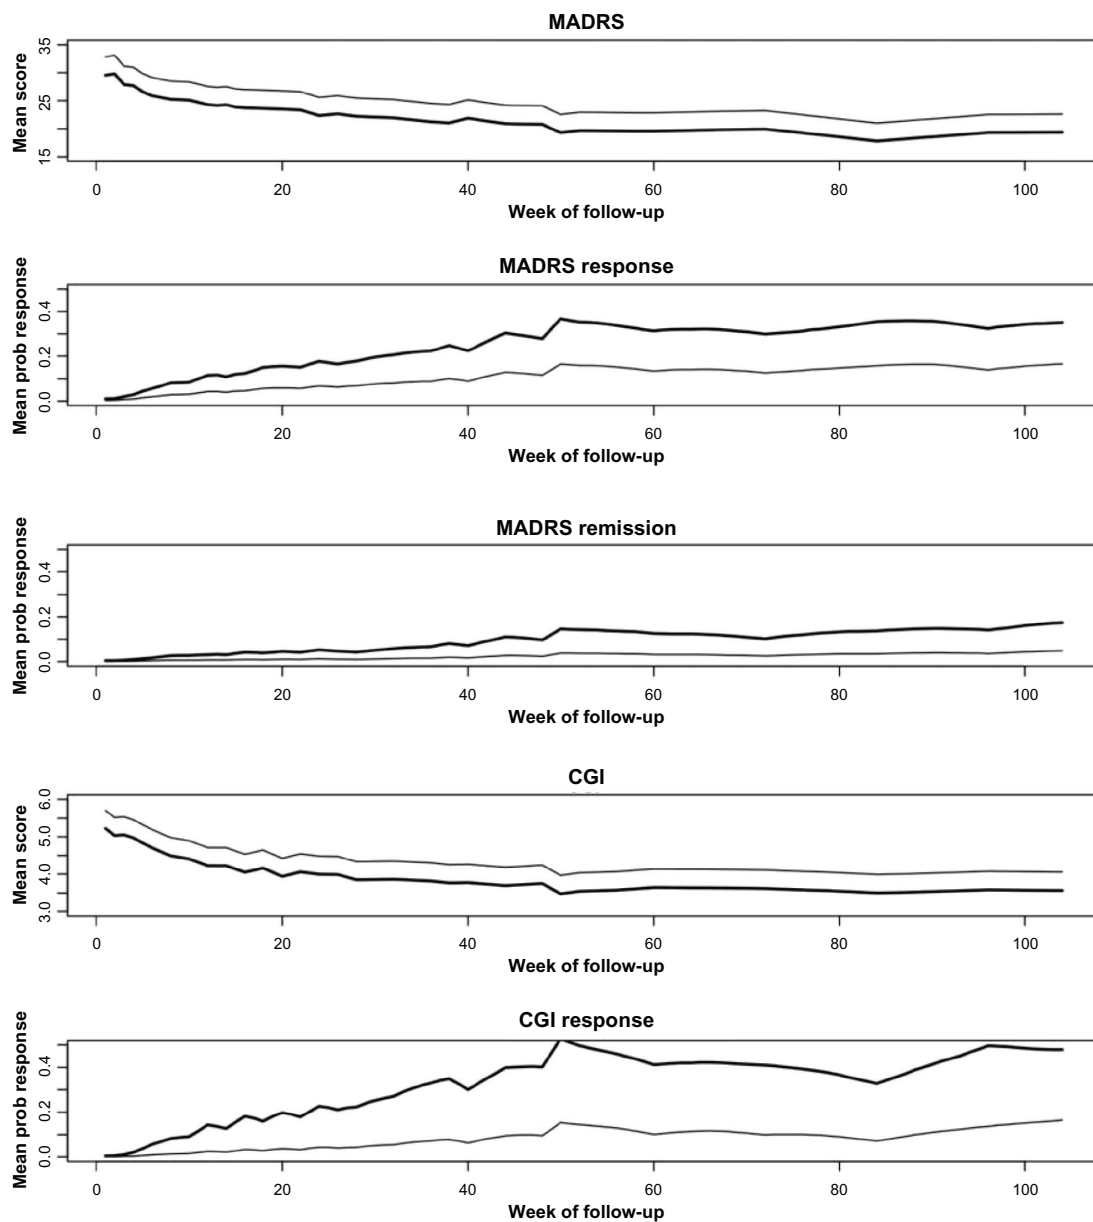 MADRS
Mean score
35
25
15
0 20 40 60 80 100
Week of follow-up
MADRS response
Mean prob response
0.4
0.2
0.0
0 20 40 60 80 100
Week of follow-up
MADRS remission
Mean prob response
0.4
0.2
0.0
0 20 40 60 80 100
Week of follow-up
CGI
Mean score
6.0
5.0
4.0
3.0
0 20 40 60 80 100
Week of follow-up
CGI response
Mean prob response
0.4
0.2
0.0
0 20 40 60 80 100
Week of follow-up